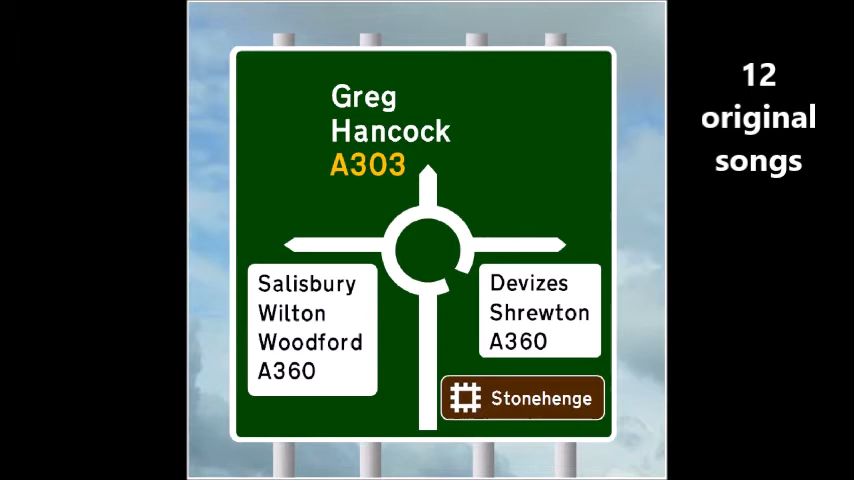 Greg
Hancock
A303
Salisbury
Wilton
Woodford
A360
Devizes
Shrewton
A360
Stonehenge
12
original
songs